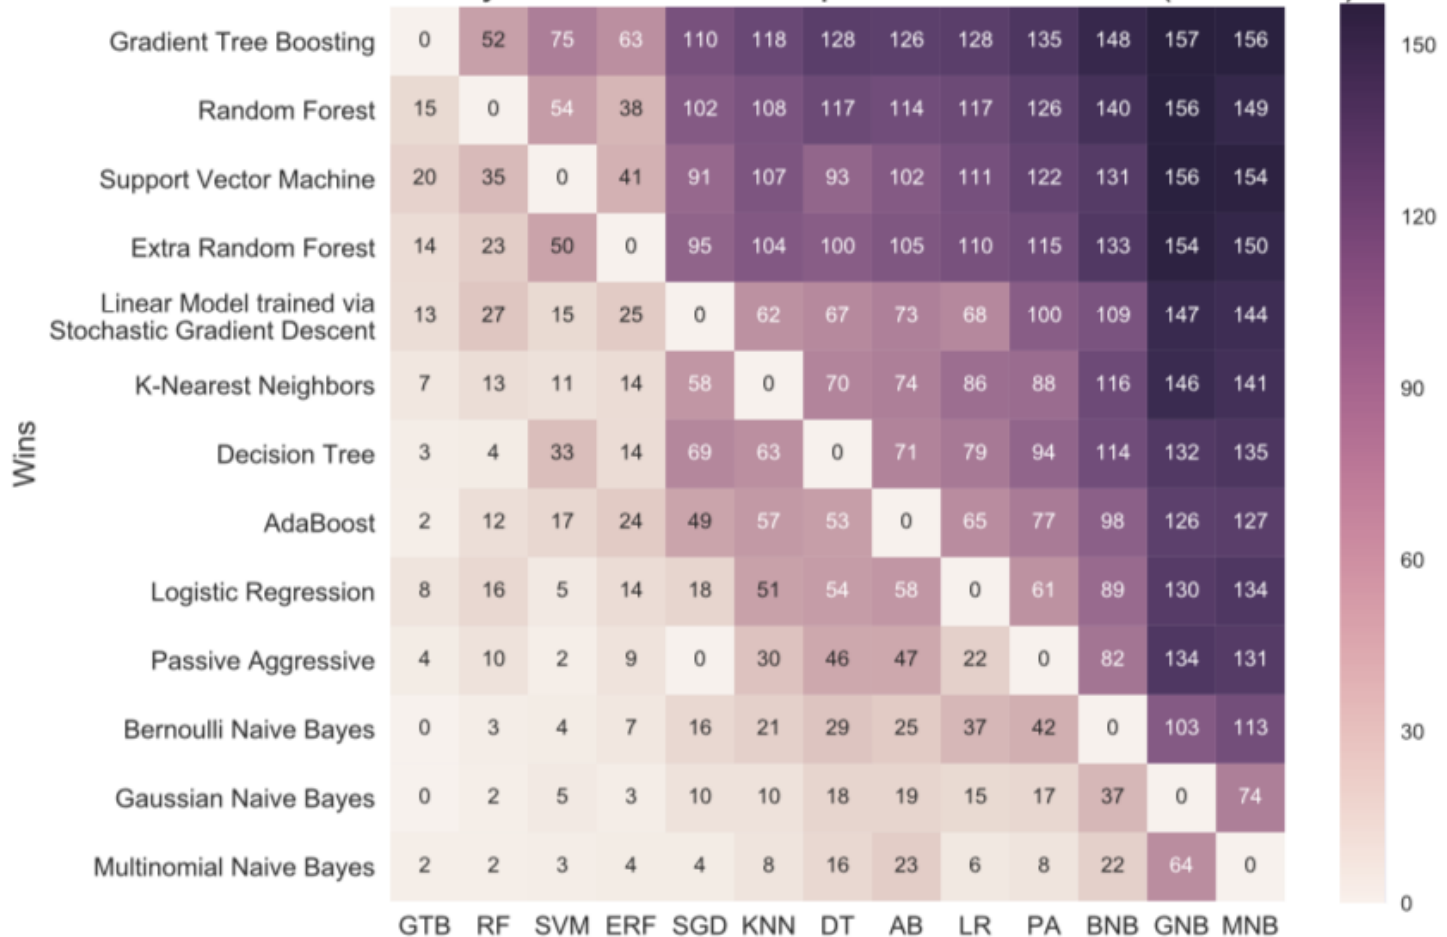 Gradient Tree Boosting 0 52 75 63 110 118 128 126 128 135 148 157 156
Random Forest 15 0 54 38 102 108 117 114 117 126 140 156 149
Support Vector Machine 20 35 0 41 91 107 93 102 111 122 131 156 154
Extra Random Forest 14 23 50 0 95 104 100 105 110 115 133 154 150
Linear Model trained via
Stochastic Gradient Descent 13 27 15 25 0 62 67 73 68 100 109 147 144
K-Nearest Neighbors 7 13 11 14 58 0 70 74 86 88 116 146 141
Decision Tree 3 4 33 14 69 63 0 71 79 94 114 132 135
AdaBoost 2 12 17 24 49 57 53 0 65 77 98 126 127
Logistic Regression 8 16 5 14 18 51 54 58 0 61 89 130 134
Passive Aggressive 4 10 2 9 0 30 46 47 22 0 82 134 131
Bernoulli Naive Bayes 0 3 4 7 16 21 29 25 37 42 0 103 113
Gaussian Naive Bayes 0 2 5 3 10 10 18 19 15 17 37 0 74
Multinomial Naive Bayes 2 2 3 4 4 8 16 23 6 8 22 64 0
GTB RF SVM ERF SGD KNN DT AB LR PA BNB GNB MNB
Wins
150
120
90
60
30
0